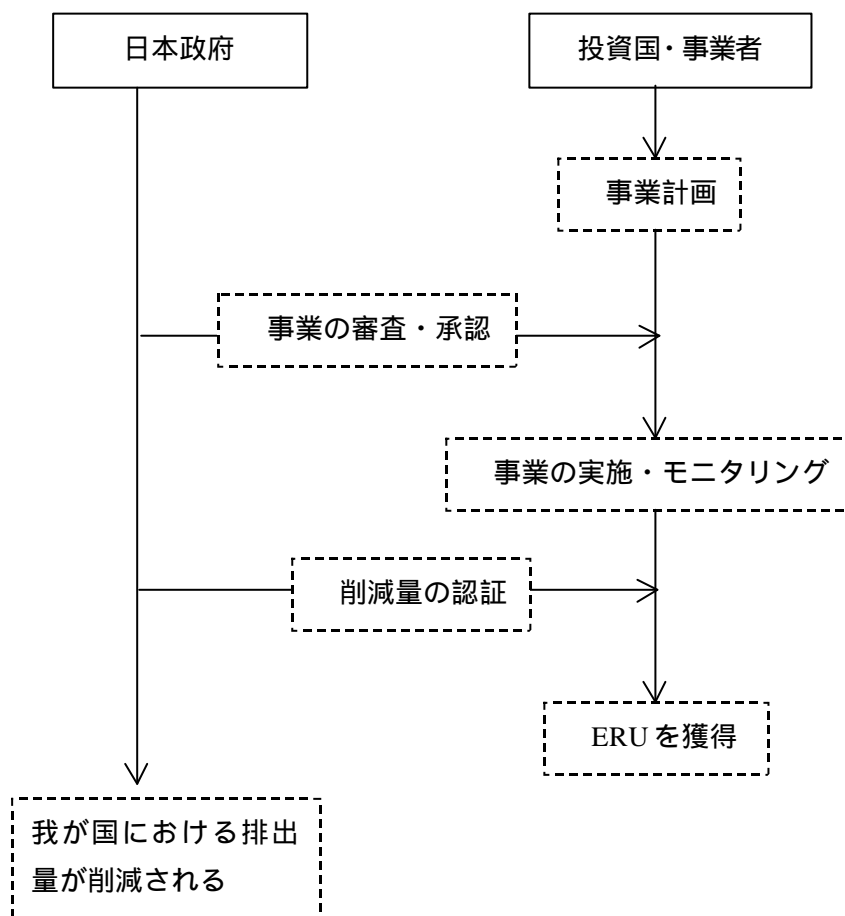 日本政府
投資国・事業者
事業計画
事業の審査・承認
事業の実施・モニタリング
削減量の認証
ERUを獲得
我が国における排出
量が削減される